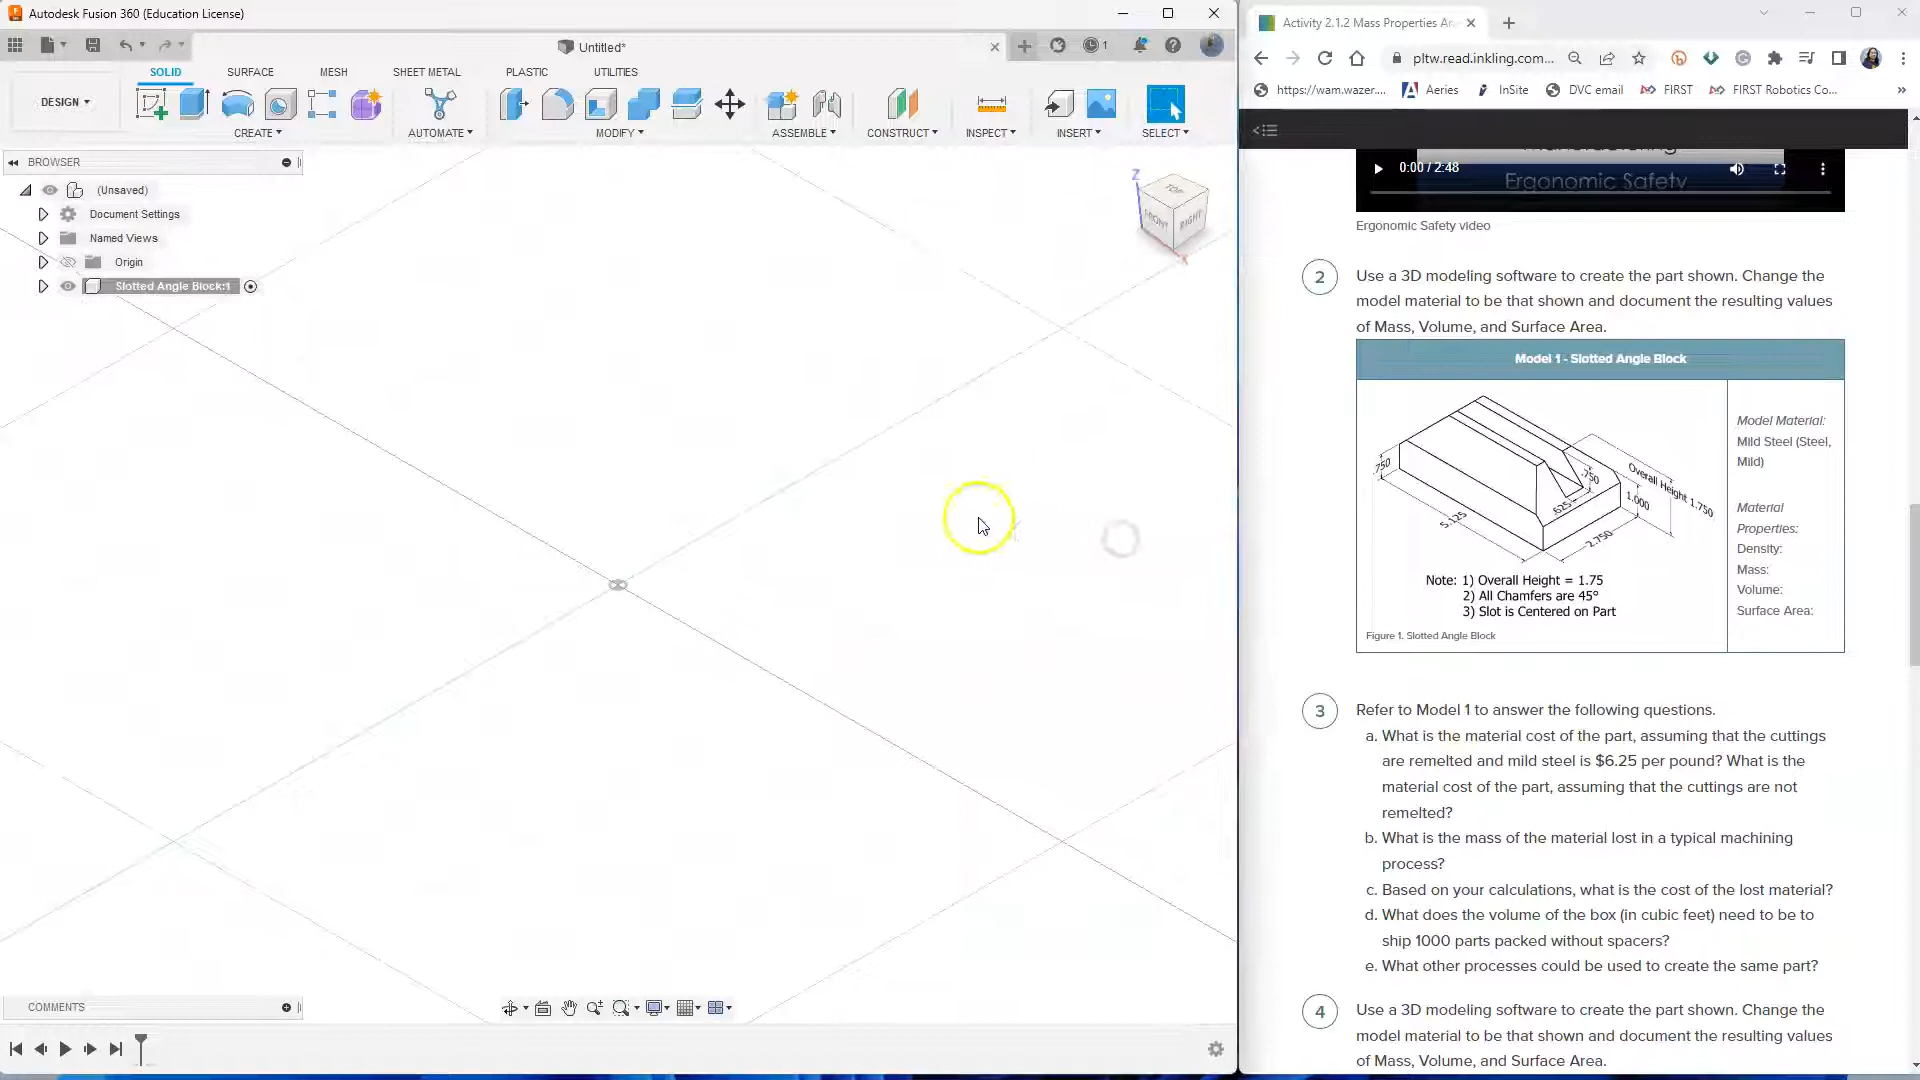 Autodesk Fusion 360 (Education License)
Untitled*
1
DESIGN
SOLID
SURFACE
MESH
SHEET METAL
PLASTIC
UTILITIES
CREATE
AUTOMATE
MODIFY
ASSEMBLE
CONSTRUCT
INSPECT
INSERT
SELECT
BROWSER
(Unsaved)
Document Settings
Named Views
Origin
Slotted Angle Block:1
Z
TOP
FRONT
RIGHT
X
COMMENTS
Activity 2.1.2 Mass Properties An
pltw.read.inkling.com...
https://wam.wazer....
Aeries
InSite
DVC email
FIRST
FIRST Robotics Co...
0:00 / 2:48
Ergonomic Safety
Ergonomic Safety video
2
Use a 3D modeling software to create the part shown. Change the
model material to be that shown and document the resulting values
of Mass, Volume, and Surface Area.
Model 1 - Slotted Angle Block
.750
5.125
.750
.625
Overall Height 1.750
1.000
2.750
Note: 1) Overall Height = 1.75
2) All Chamfers are 45°
3) Slot is Centered on Part
Figure 1. Slotted Angle Block
Model Material:
Mild Steel (Steel,
Mild)
Material
Properties:
Density:
Mass:
Volume:
Surface Area:
3
Refer to Model 1 to answer the following questions.
a. What is the material cost of the part, assuming that the cuttings
are remelted and mild steel is $6.25 per pound? What is the
material cost of the part, assuming that the cuttings are not
remelted?
b. What is the mass of the material lost in a typical machining
process?
c. Based on your calculations, what is the cost of the lost material?
d. What does the volume of the box (in cubic feet) need to be to
ship 1000 parts packed without spacers?
e. What other processes could be used to create the same part?
4
Use a 3D modeling software to create the part shown. Change the
model material to be that shown and document the resulting values
of Mass, Volume, and Surface Area.